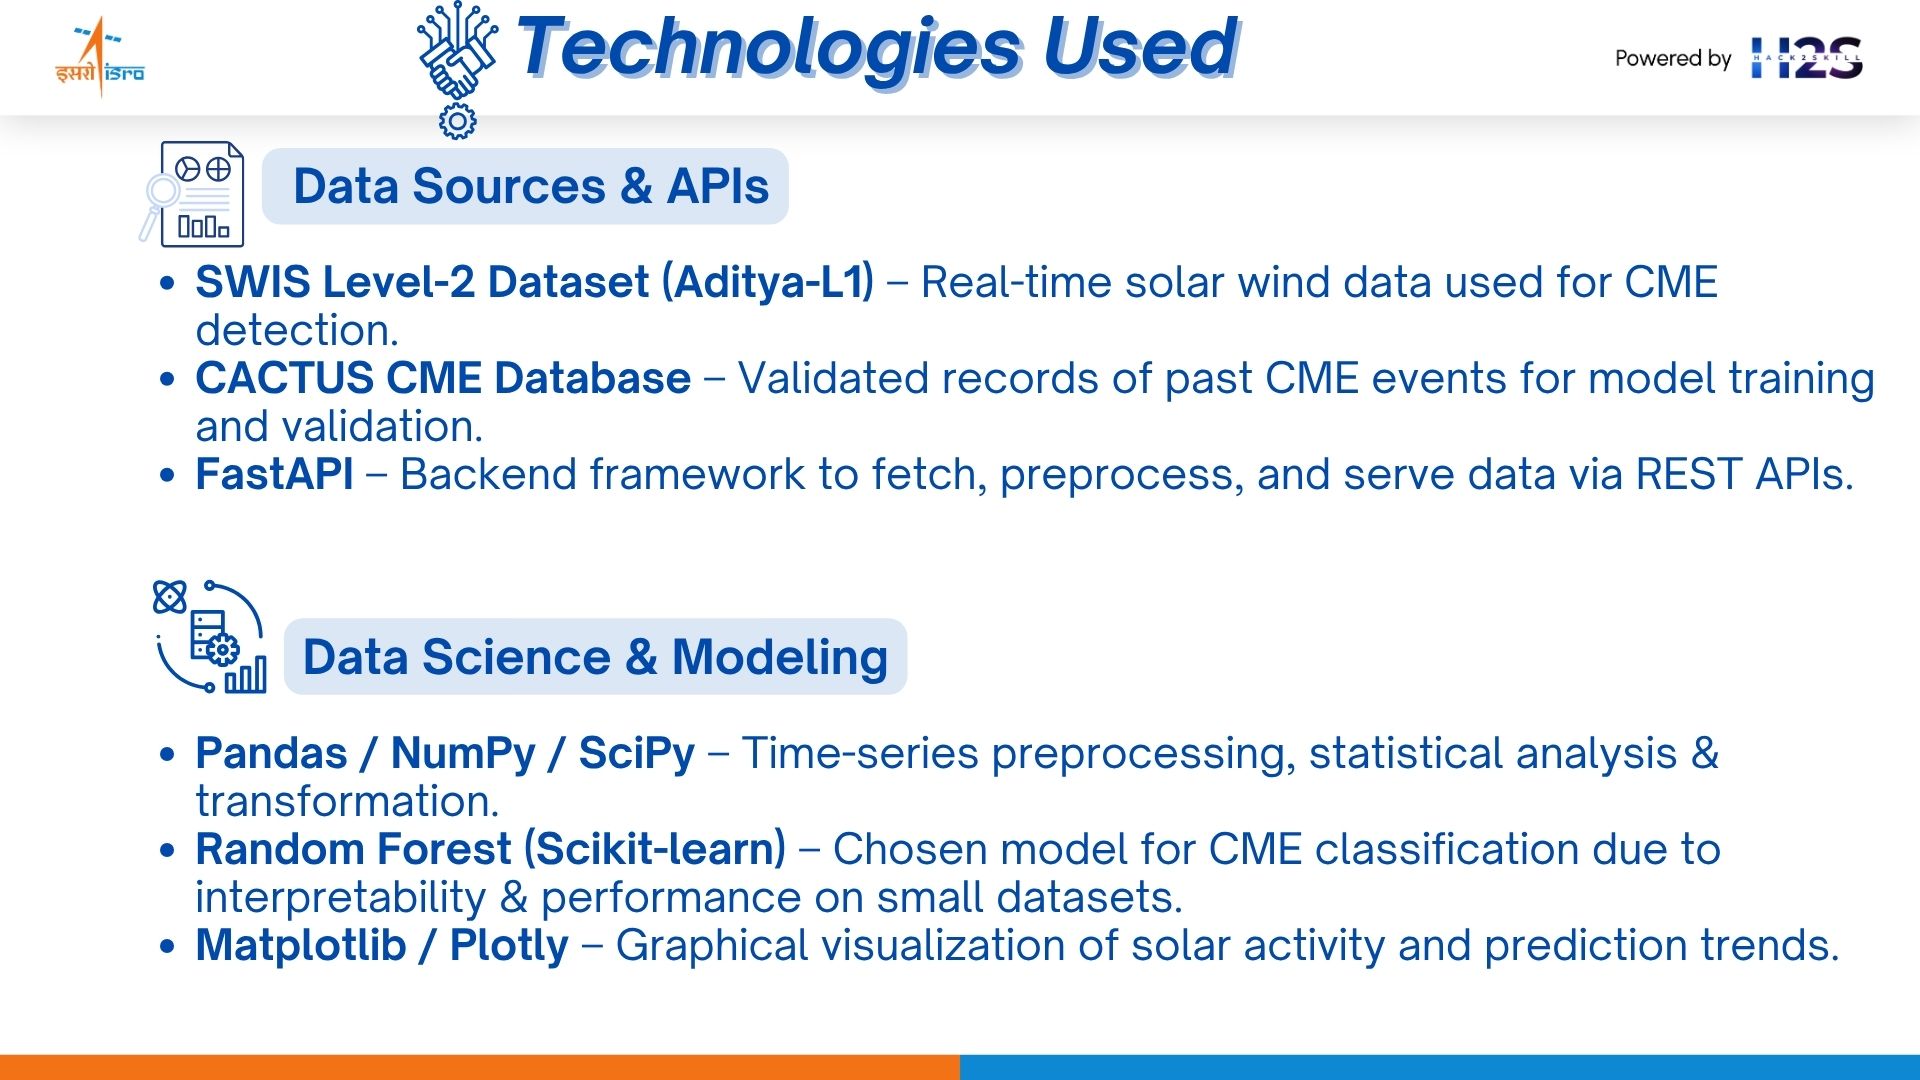 इसरो isro
Technologies Used
Powered by H2S
HACK2SKILL
Data Sources & APIs
• SWIS Level-2 Dataset (Aditya-L1) – Real-time solar wind data used for CME
detection.
• CACTUS CME Database – Validated records of past CME events for model training
and validation.
• FastAPI – Backend framework to fetch, preprocess, and serve data via REST APIs.
Data Science & Modeling
• Pandas / NumPy / SciPy – Time-series preprocessing, statistical analysis &
transformation.
• Random Forest (Scikit-learn) – Chosen model for CME classification due to
interpretability & performance on small datasets.
• Matplotlib / Plotly – Graphical visualization of solar activity and prediction trends.